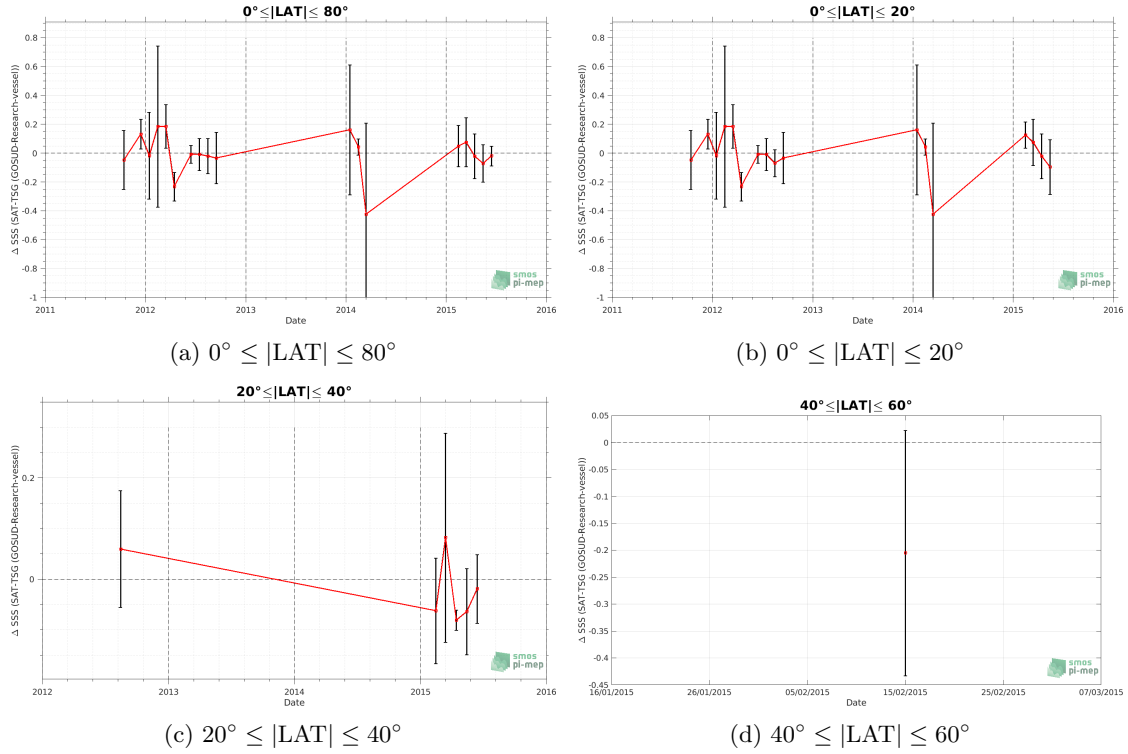 0°≤|LAT|≤ 80°
Δ SSS (SAT-TSG (GOSUD-Research-vessel))
0.8
0.6
0.4
0.2
0
-0.2
-0.4
-0.6
-0.8
-1
2011
2012
2013
2014
2015
2016
Date
smos
pi-mep
(a) 0° ≤ |LAT| ≤ 80°
0°≤|LAT|≤ 20°
Δ SSS (SAT-TSG (GOSUD-Research-vessel))
0.8
0.6
0.4
0.2
0
-0.2
-0.4
-0.6
-0.8
-1
2011
2012
2013
2014
2015
2016
Date
smos
pi-mep
(b) 0° ≤ |LAT| ≤ 20°
20°≤|LAT|≤ 40°
Δ SSS (SAT-TSG (GOSUD-Research-vessel))
0.2
0
2012
2013
2014
2015
2016
Date
smos
pi-mep
(c) 20° ≤ |LAT| ≤ 40°
40°≤|LAT|≤ 60°
Δ SSS (SAT-TSG (GOSUD-Research-vessel))
0.05
0
-0.05
-0.1
-0.15
-0.2
-0.25
-0.3
-0.35
-0.4
-0.45
16/01/2015
26/01/2015
05/02/2015
15/02/2015
25/02/2015
07/03/2015
Date
smos
pi-mep
(d) 40° ≤ |LAT| ≤ 60°